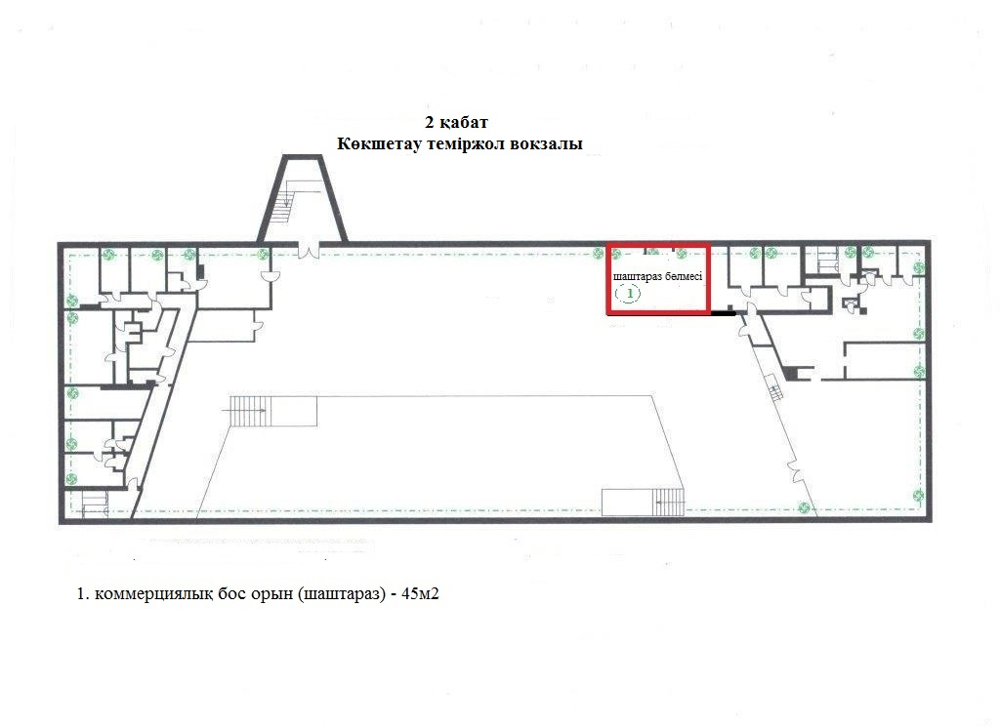 2 қабат
Көкшетау теміржол вокзалы
шаштараз бөлмесі
1
1. коммерциялық бос орын (шаштараз) - 45м2